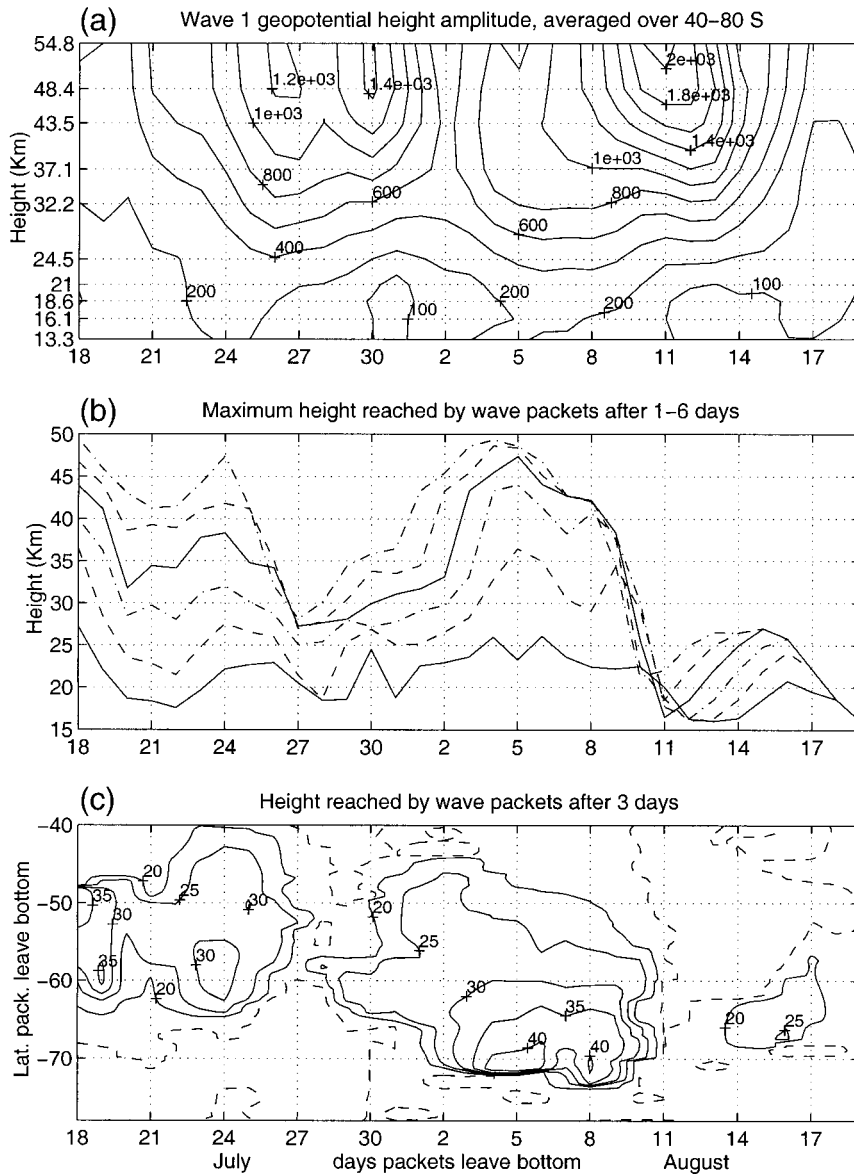 (a) Wave 1 geopotential height amplitude, averaged over 40–80 S
Height (Km)
54.8
48.4
43.5
37.1
32.2
24.5
21
18.6
16.1
13.3
1.2e+03
1.4e+03
2e+03
1.8e+03
1e+03
1.4e+03
1e+03
800
600
800
600
400
200
100
200
200
100
18 21 24 27 30 2 5 8 11 14 17
(b) Maximum height reached by wave packets after 1–6 days
Height (Km)
50
45
40
35
30
25
20
15
18 21 24 27 30 2 5 8 11 14 17
(c) Height reached by wave packets after 3 days
Lat. pack. leave bottom
−40
−50
−60
−70
20
35
25
30
30
20
25
35
30
20
30
35
40
40
20
25
18 21 24 27 30 2 5 8 11 14 17
July days packets leave bottom August